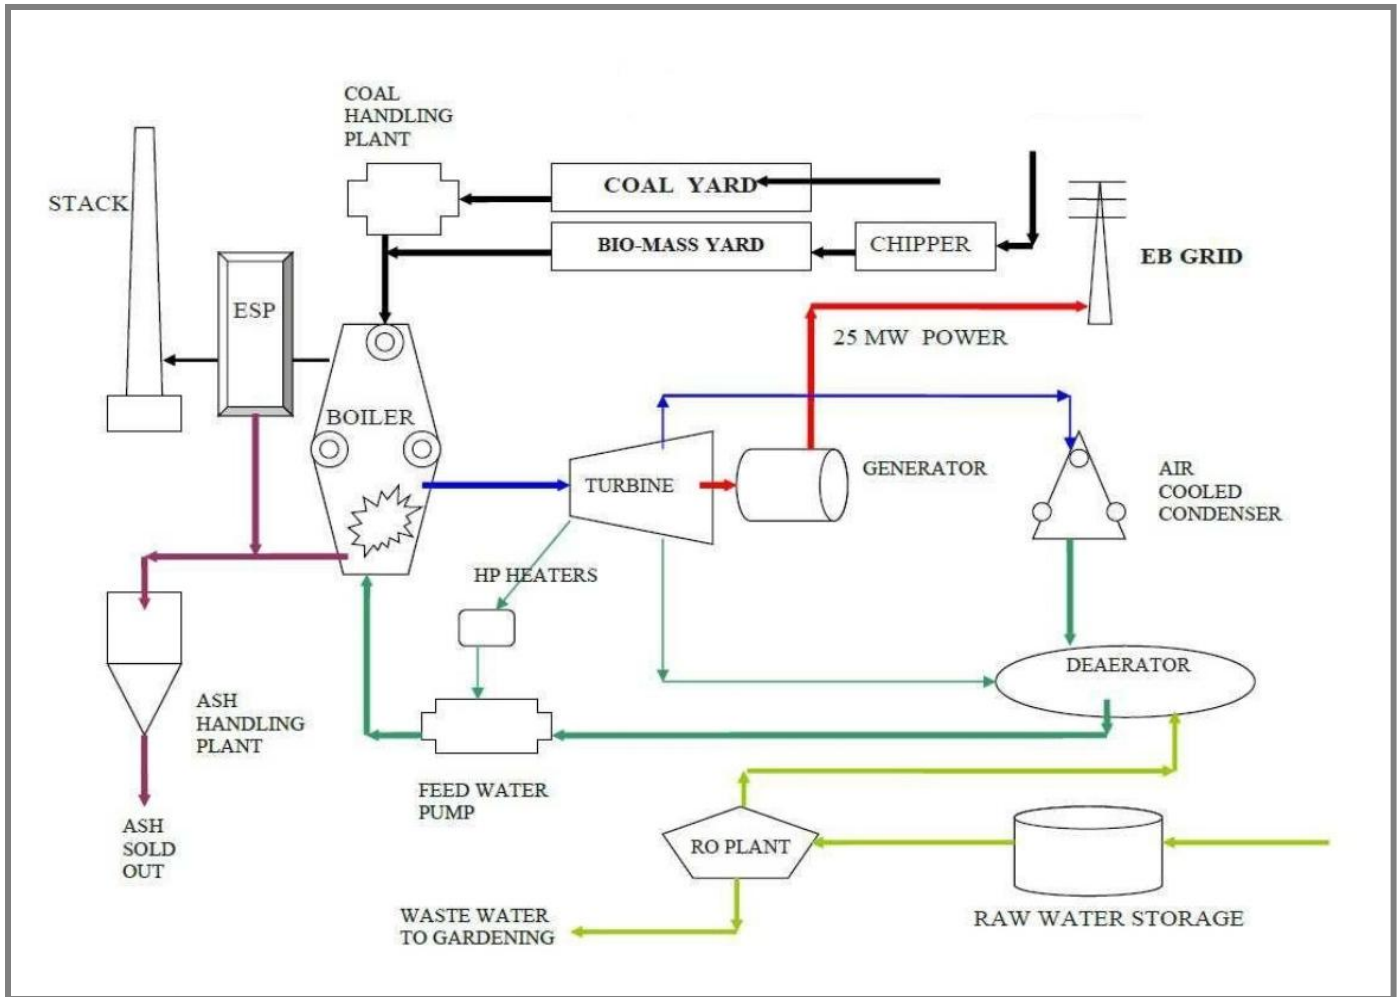 COAL
HANDLING
PLANT
STACK
COAL YARD
BIO-MASS YARD
CHIPPER
EB GRID
ESP
25 MW POWER
BOILER
TURBINE
GENERATOR
AIR
COOLED
CONDENSER
HP HEATERS
DEAERATOR
ASH
HANDLING
PLANT
FEED WATER
PUMP
ASH
SOLD
OUT
RO PLANT
RAW WATER STORAGE
WASTE WATER
TO GARDENING